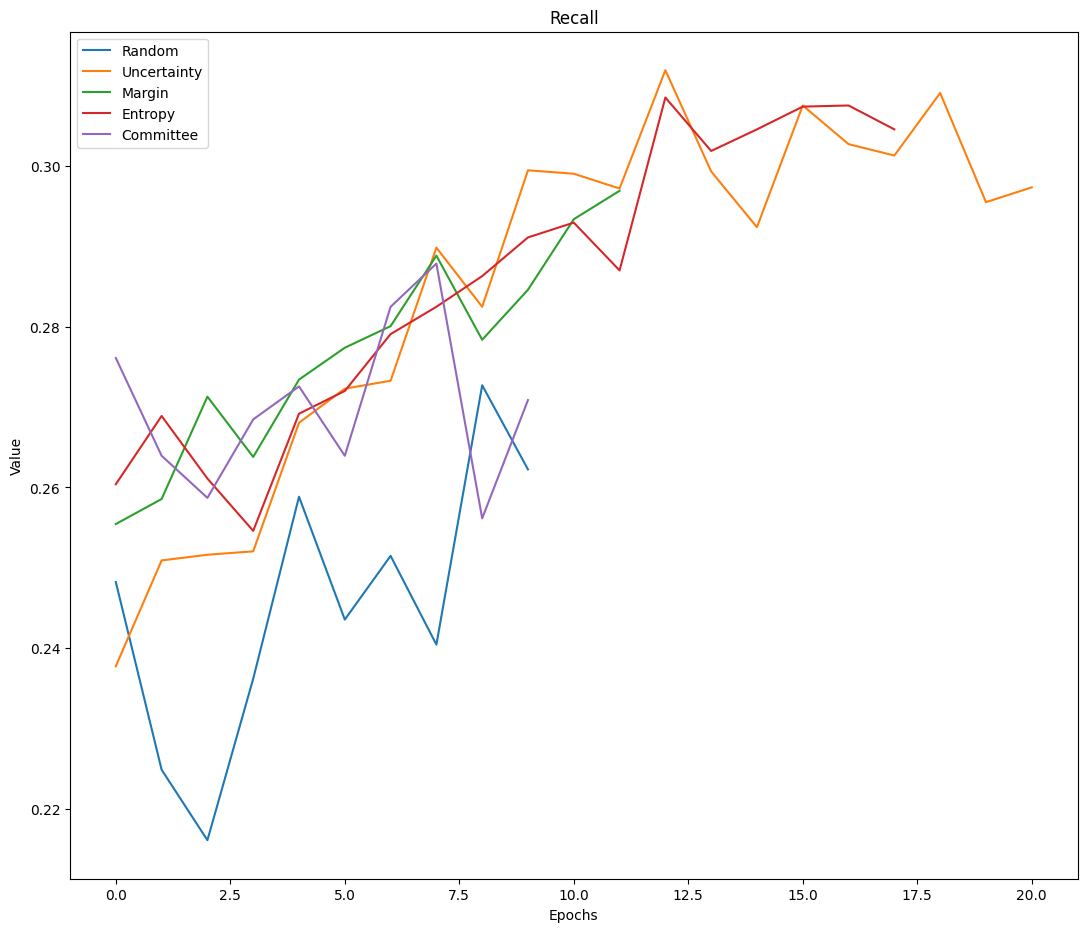 Recall
Random
Uncertainty
Margin
Entropy
Committee
0.30
0.28
0.26
0.24
0.22
Value
0.0 2.5 5.0 7.5 10.0 12.5 15.0 17.5 20.0
Epochs